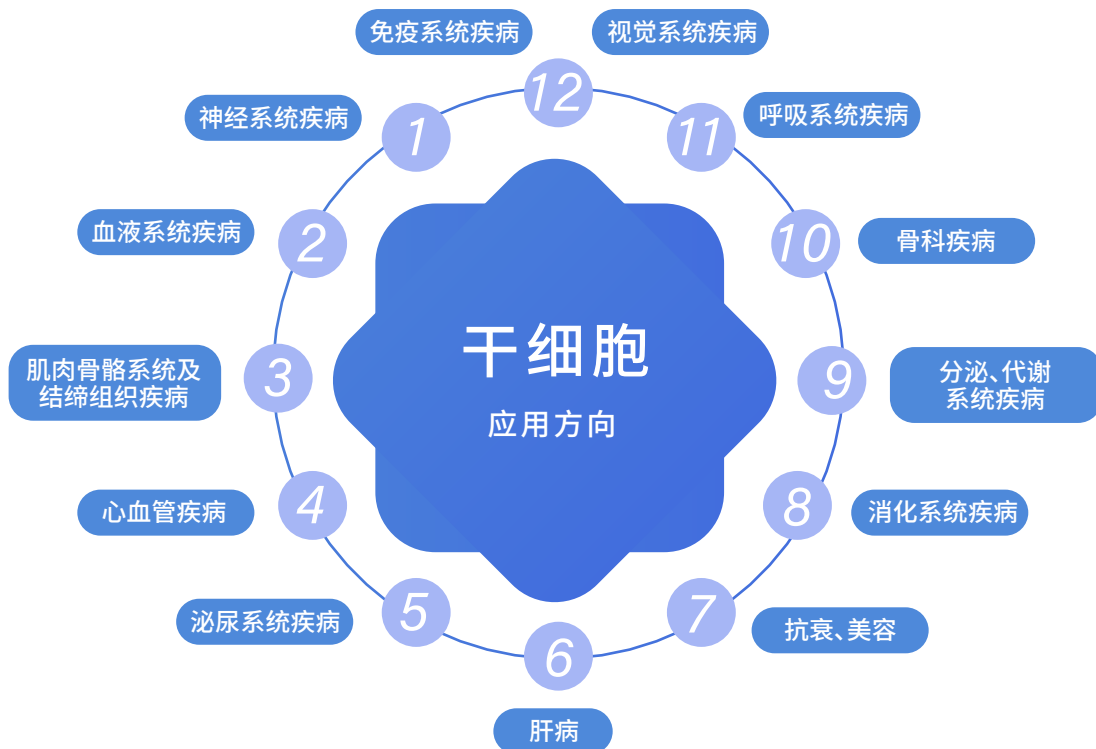 免疫系统疾病
视觉系统疾病
12
神经系统疾病
1
11
呼吸系统疾病
血液系统疾病
2
10
骨科疾病
干细胞
应用方向
肌肉骨骼系统及
结缔组织疾病
3
9
分泌、代谢
系统疾病
心血管疾病
4
8
消化系统疾病
泌尿系统疾病
5
7
抗衰、美容
6
肝病